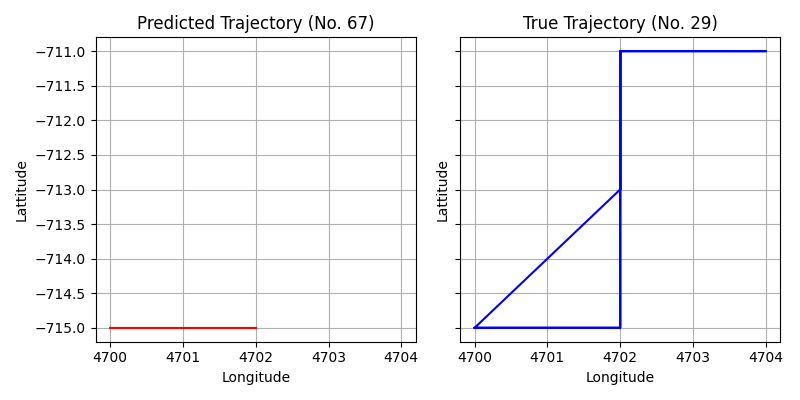 Predicted Trajectory (No. 67)
True Trajectory (No. 29)
Lattitude
−711.0
−711.5
−712.0
−712.5
−713.0
−713.5
−714.0
−714.5
−715.0
4700 4701 4702 4703 4704
Longitude
Lattitude
4700 4701 4702 4703 4704
Longitude